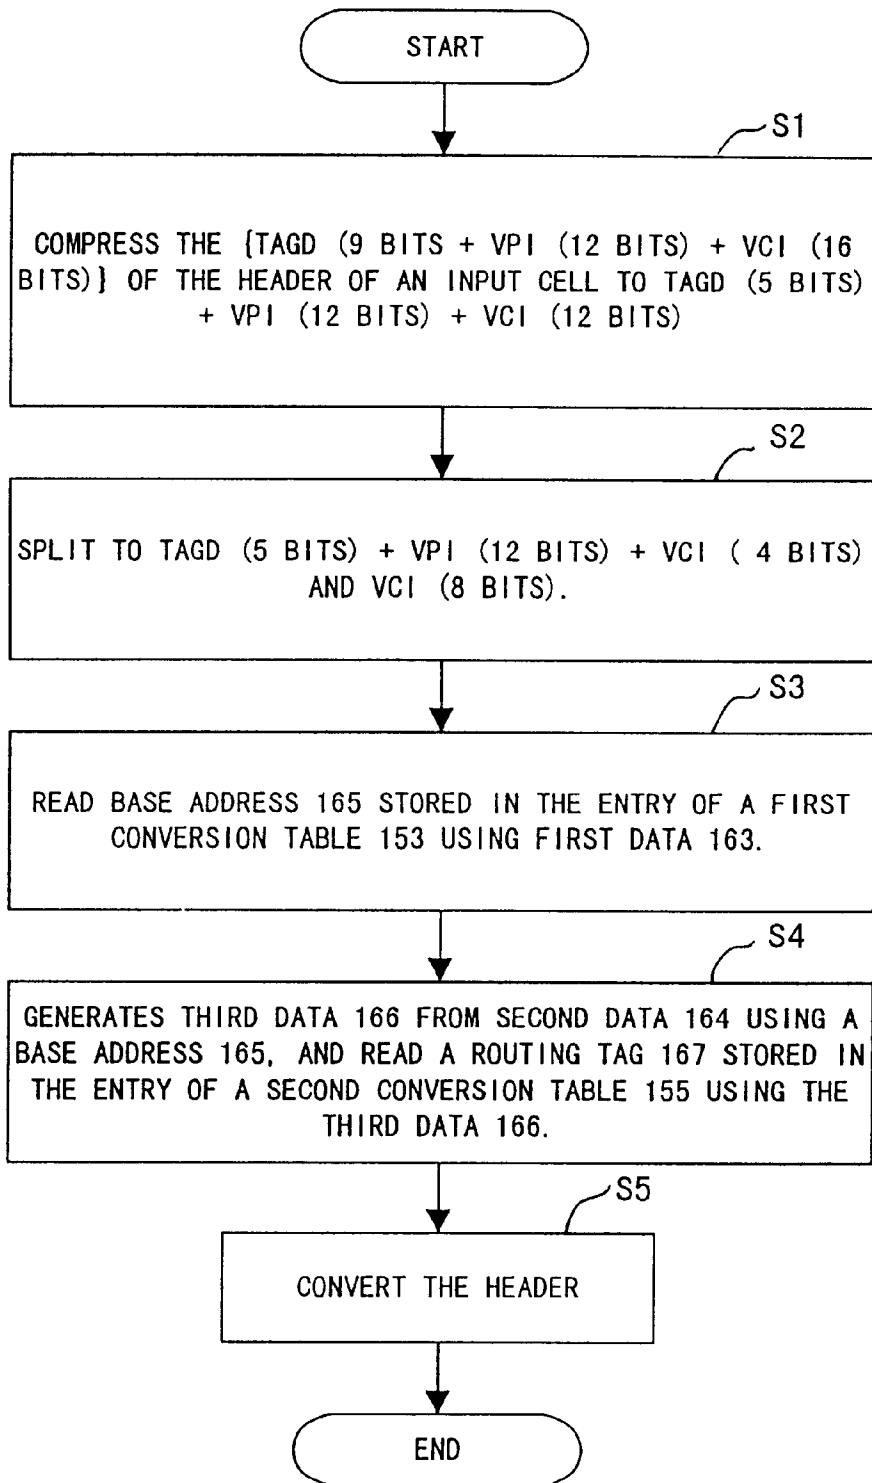 START
S1
COMPRESS THE {TAGD (9 BITS + VPI (12 BITS) + VCI (16
BITS)} OF THE HEADER OF AN INPUT CELL TO TAGD (5 BITS)
+ VPI (12 BITS) + VCI (12 BITS)
S2
SPLIT TO TAGD (5 BITS) + VPI (12 BITS) + VCI ( 4 BITS)
AND VCI (8 BITS).
S3
READ BASE ADDRESS 165 STORED IN THE ENTRY OF A FIRST
CONVERSION TABLE 153 USING FIRST DATA 163.
S4
GENERATES THIRD DATA 166 FROM SECOND DATA 164 USING A
BASE ADDRESS 165, AND READ A ROUTING TAG 167 STORED IN
THE ENTRY OF A SECOND CONVERSION TABLE 155 USING THE
THIRD DATA 166.
S5
CONVERT THE HEADER
END